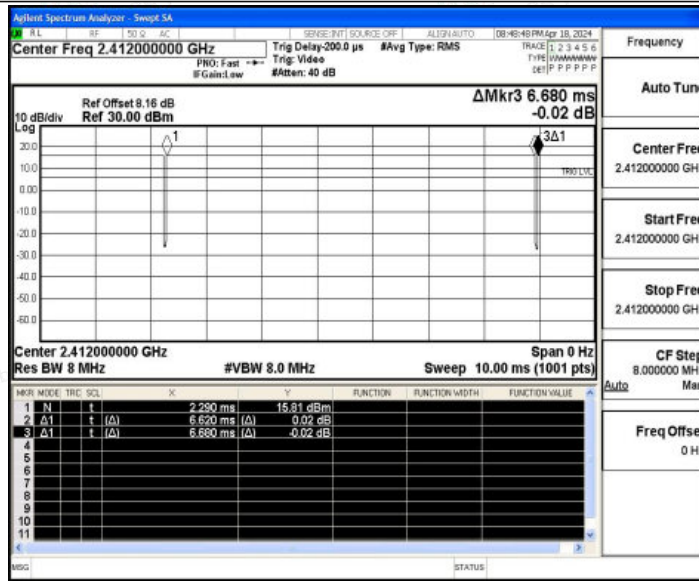 Agilent Spectrum Analyzer - Swept SA
RL RF 50 Ω AC SENSE:INT SOURCE OFF ALIGN AUTO 08:48:48 PM Apr 18, 2024
Center Freq 2.412000000 GHz
PNO: Fast
IFGain:Low
Trig Delay-200.0 µs
Trig: Video
#Atten: 40 dB
#Avg Type: RMS
TRACE 1 2 3 4 5 6
TYPE
DET P P P P P P
Frequency
Auto Tun
Ref Offset 8.16 dB
10 dB/div Ref 30.00 dBm
Log
ΔMkr3 6.680 ms
-0.02 dB
1
3Δ1
TRIG LVL
20.0
10.0
0.00
-10.0
-20.0
-30.0
-40.0
-50.0
-60.0
Center Fre
2.412000000 GH
Start Fre
2.412000000 GH
Stop Fre
2.412000000 GH
CF Step
8.000000 MH
Auto Ma
Freq Offse
0 H
Center 2.412000000 GHz Span 0 Hz
Res BW 8 MHz #VBW 8.0 MHz Sweep 10.00 ms (1001 pts)
MKR MODE TRC SCL X Y FUNCTION FUNCTION WIDTH FUNCTION VALUE
1 N t 2.290 ms 15.81 dBm
2 Δ1 t (Δ) 6.620 ms (Δ) 0.02 dB
3 Δ1 t (Δ) 6.680 ms (Δ) -0.02 dB
4
5
6
7
8
9
10
11
MSG STATUS